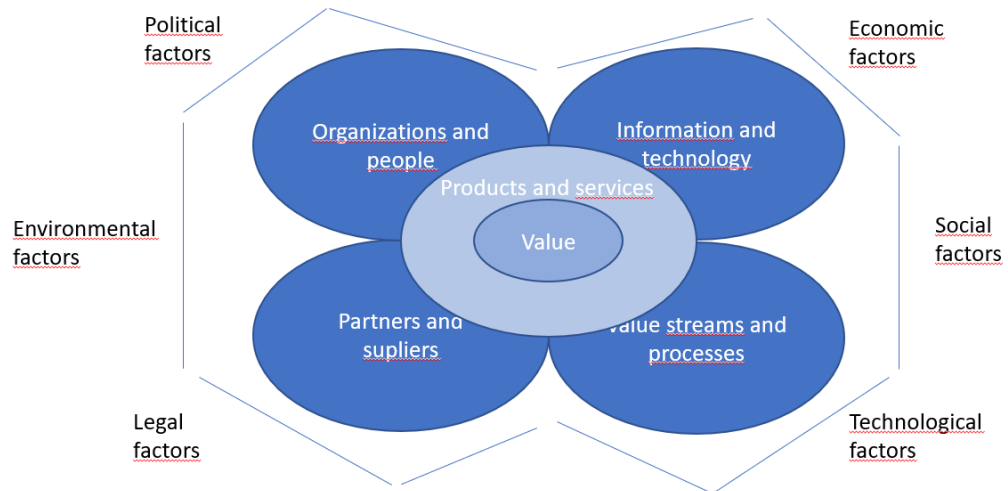 Political
factors
Economic
factors
Organizations and
people
Information and
technology
Products and services
Value
Environmental
factors
Social
factors
Partners and
supliers
Value streams and
processes
Legal
factors
Technological
factors